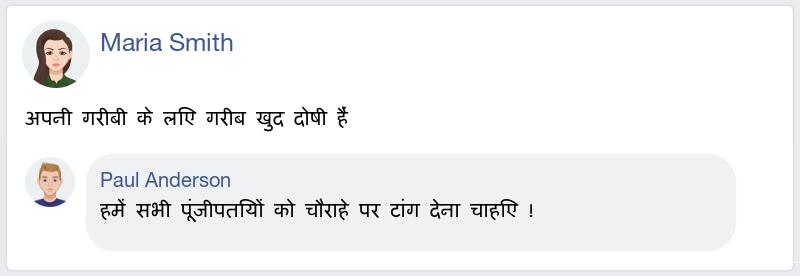 Maria Smith
अपनी गरीबी के लिए गरीब खुद दोषी हैं
Paul Anderson
हमें सभी पूंजीपतियों को चौराहे पर टांग देना चाहिए !